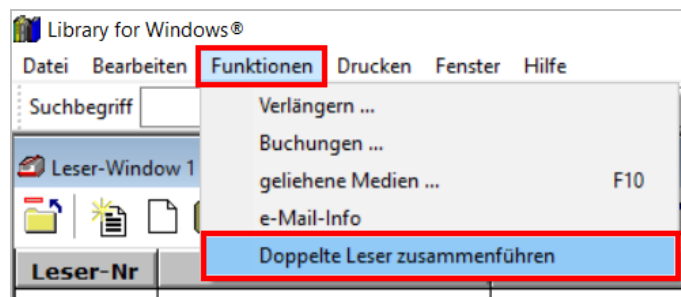 Library for Windows®
Datei Bearbeiten Funktionen Drucken Fenster Hilfe
Suchbegriff
Verlängern ...
Buchungen ...
Leser-Window 1
geliehene Medien ... F10
e-Mail-Info
Doppelte Leser zusammenführen
Leser-Nr